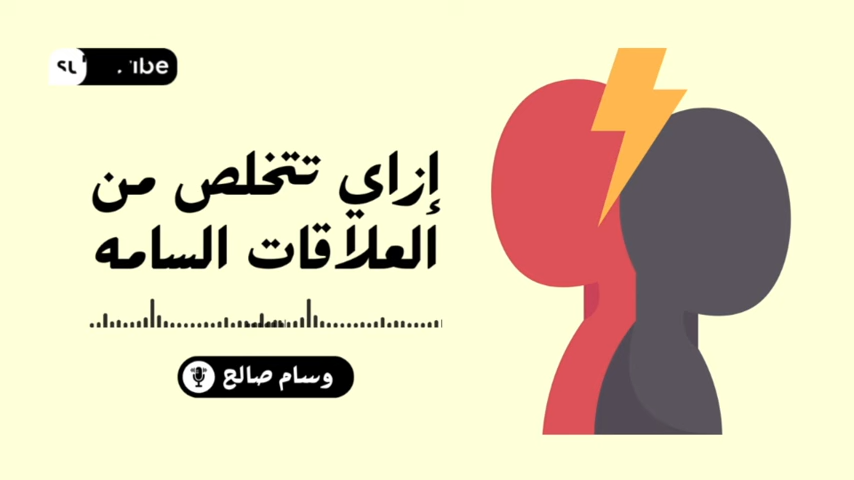 إزاي تتخلص من
العلاقات السامه
وسام صالح